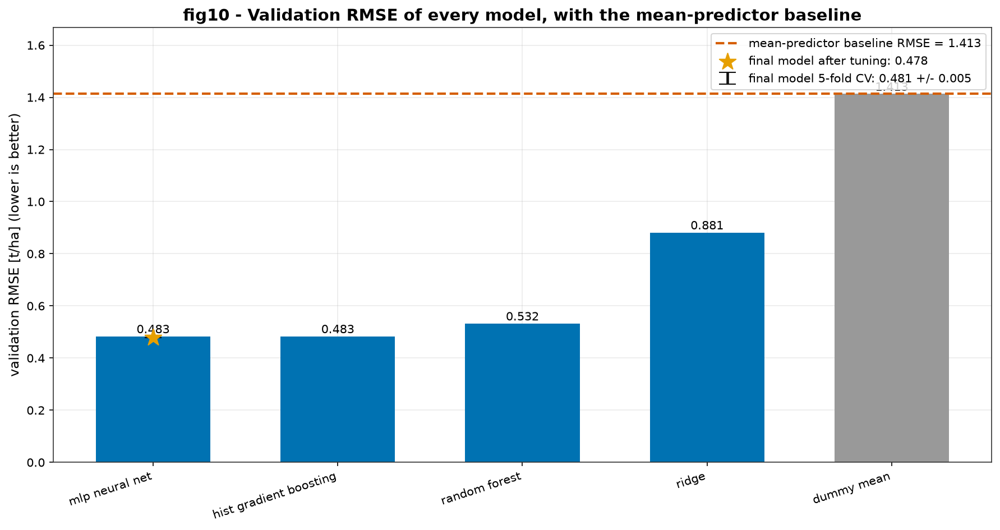 fig10 - Validation RMSE of every model, with the mean-predictor baseline
mean-predictor baseline RMSE = 1.413
final model after tuning: 0.478
final model 5-fold CV: 0.481 +/- 0.005
validation RMSE [t/ha] (lower is better)
1.6
1.4
1.2
1.0
0.8
0.6
0.4
0.2
0.0
0.483
0.483
0.532
0.881
1.413
mlp neural net
hist gradient boosting
random forest
ridge
dummy mean